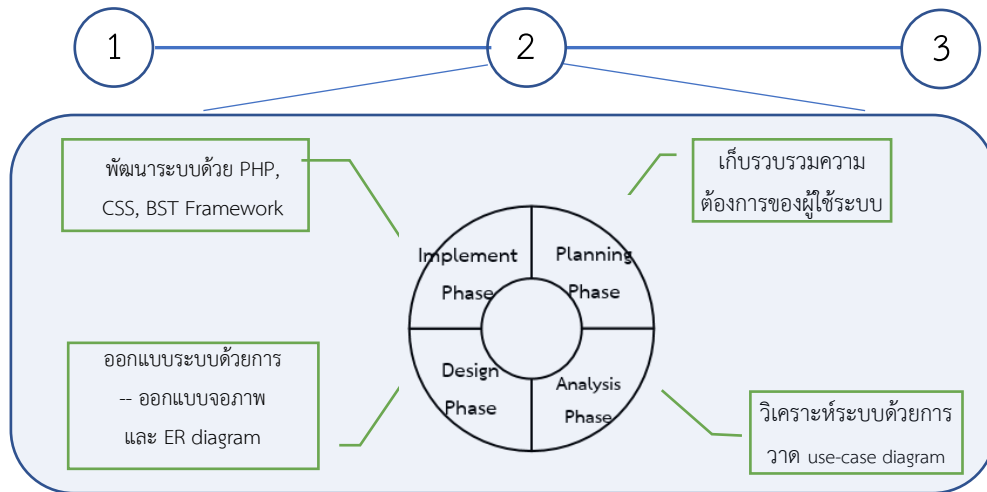 1
2
3
พัฒนาระบบด้วย PHP,
CSS, BST Framework
เก็บรวบรวมความ
ต้องการของผู้ใช้ระบบ
Implement
Phase
Planning
Phase
Design
Phase
Analysis
Phase
ออกแบบระบบด้วยการ
-- ออกแบบจอภาพ
และ ER diagram
วิเคราะห์ระบบด้วยการ
วาด use-case diagram